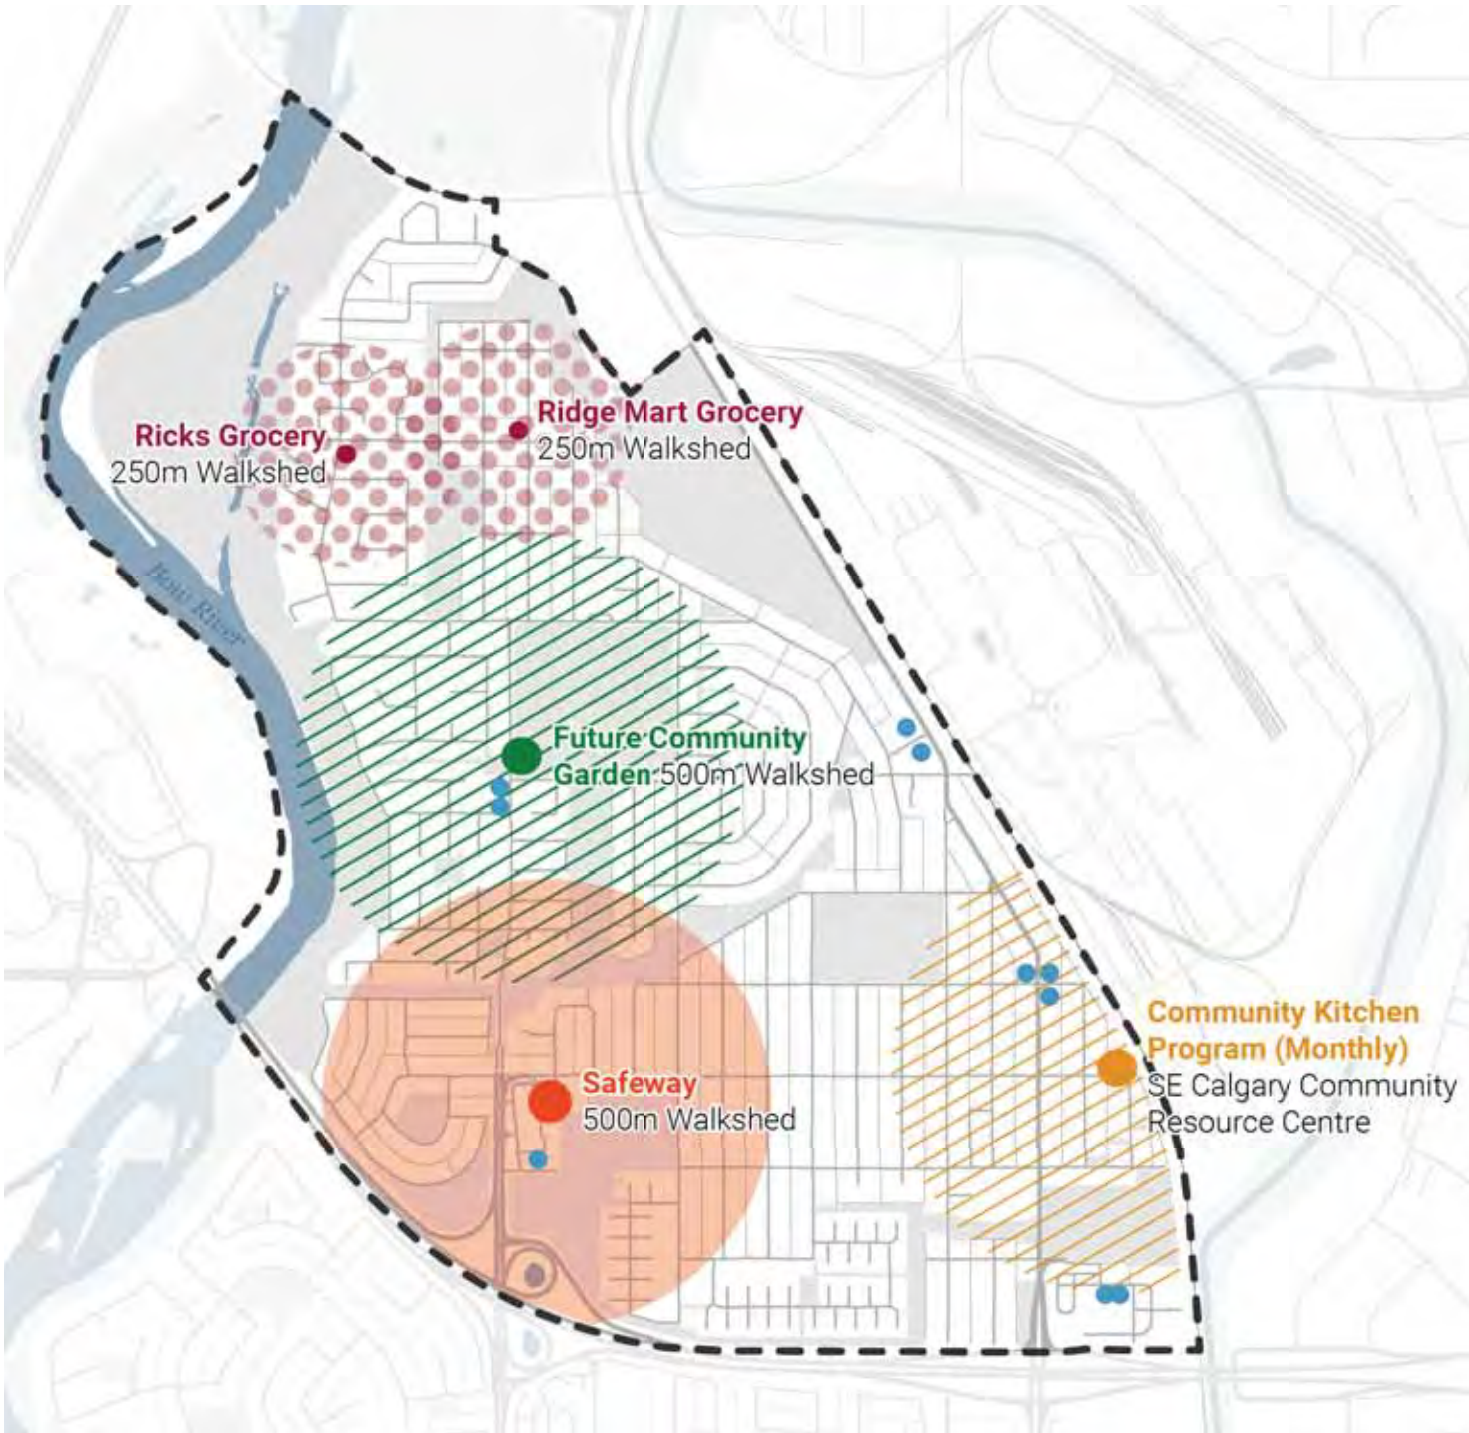 Ridge Mart Grocery
250m Walkshed
Ricks Grocery
250m Walkshed
Bow River
Future Community
Garden 500m Walkshed
Community Kitchen
Program (Monthly)
SE Calgary Community
Resource Centre
Safeway
500m Walkshed